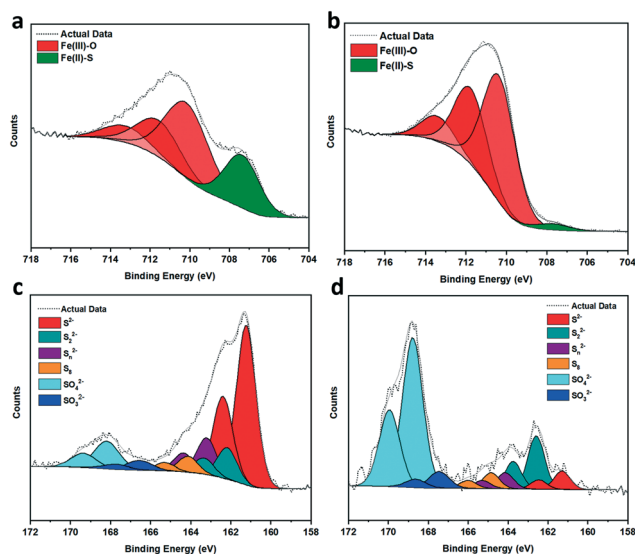 a
Actual Data
Fe(III)-O
Fe(II)-S
Counts
718 716 714 712 710 708 706 704
Binding Energy (eV)
b
Actual Data
Fe(III)-O
Fe(II)-S
Counts
718 716 714 712 710 708 706 704
Binding Energy (eV)
c
Actual Data
S²⁻
S₂²⁻
Sₙ²⁻
S₈
SO₄²⁻
SO₃²⁻
Counts
172 170 168 166 164 162 160 158
Binding Energy (eV)
d
Actual Data
S²⁻
S₂²⁻
Sₙ²⁻
S₈
SO₄²⁻
SO₃²⁻
Counts
172 170 168 166 164 162 160 158
Binding Energy (eV)